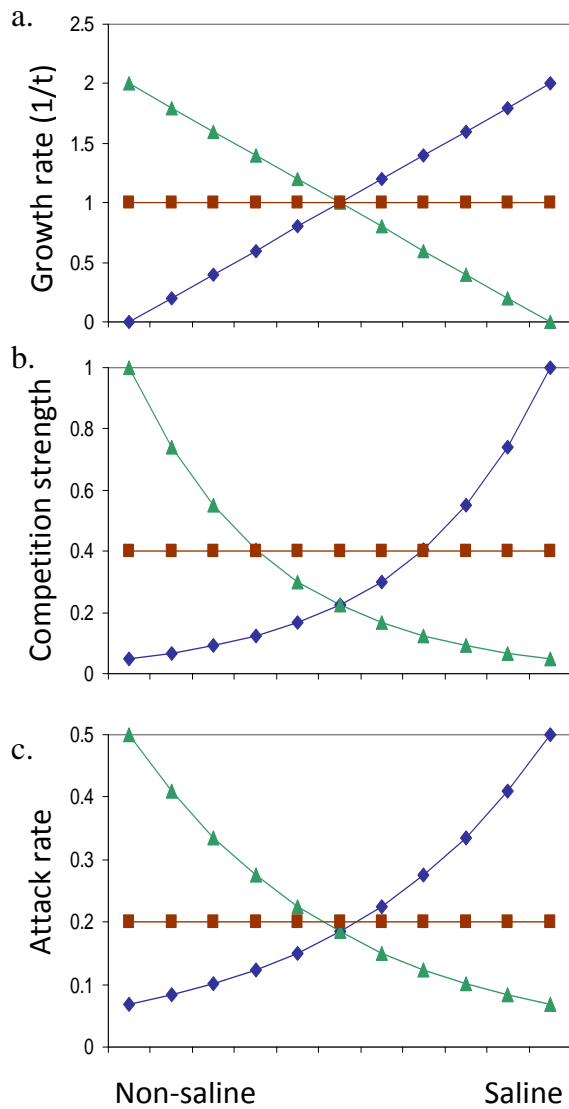 a.
Growth rate (1/t)
2.5
2
1.5
1
0.5
0
b.
Competition strength
1
0.8
0.6
0.4
0.2
0
c.
Attack rate
0.5
0.4
0.3
0.2
0.1
0
Non-saline Saline